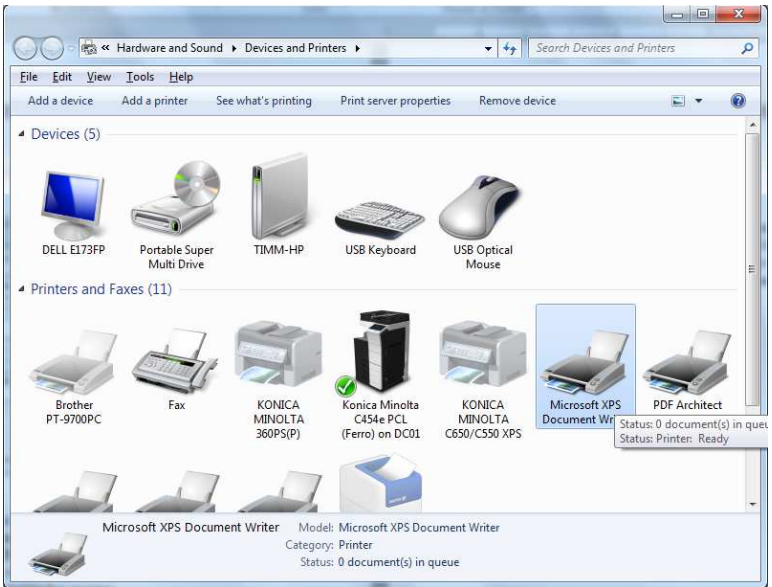 « Hardware and Sound ▸ Devices and Printers ▸
Search Devices and Printers
File Edit View Tools Help
Add a device Add a printer See what's printing Print server properties Remove device
Devices (5)
DELL E173FP
Portable Super
Multi Drive
TIMM-HP
USB Keyboard
USB Optical
Mouse
Printers and Faxes (11)
Brother
PT-9700PC
Fax
KONICA
MINOLTA
360PS(P)
Konica Minolta
C454e PCL
(Ferro) on DC01
KONICA
MINOLTA
C650/C550 XPS
Microsoft XPS
Document Wr
PDF Architect
Status: 0 document(s) in queu
Status: Printer: Ready
Microsoft XPS Document Writer
Model: Microsoft XPS Document Writer
Category: Printer
Status: 0 document(s) in queue